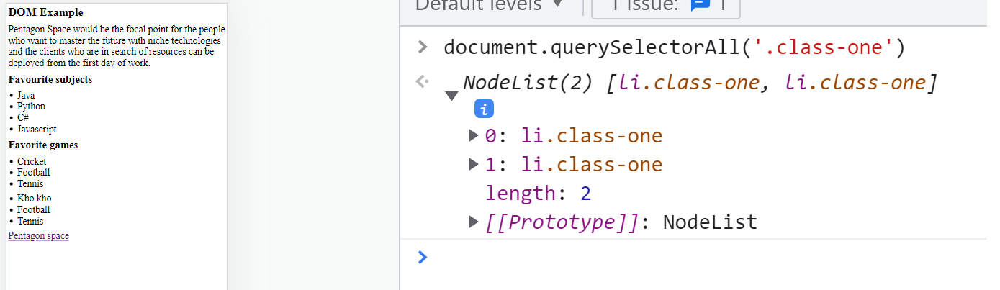 DOM Example
Pentagon Space would be the focal point for the people
who want to master the future with niche technologies
and the clients who are in search of resources can be
deployed from the first day of work.
Favourite subjects
• Java
• Python
• C#
• Javascript
Favorite games
• Cricket
• Football
• Tennis
• Kho kho
• Football
• Tennis
Pentagon space
Default levels ▼ 1 Issue: 1
> document.querySelectorAll('.class-one')
NodeList(2) [li.class-one, li.class-one]
i
0: li.class-one
1: li.class-one
length: 2
[[Prototype]]: NodeList
>